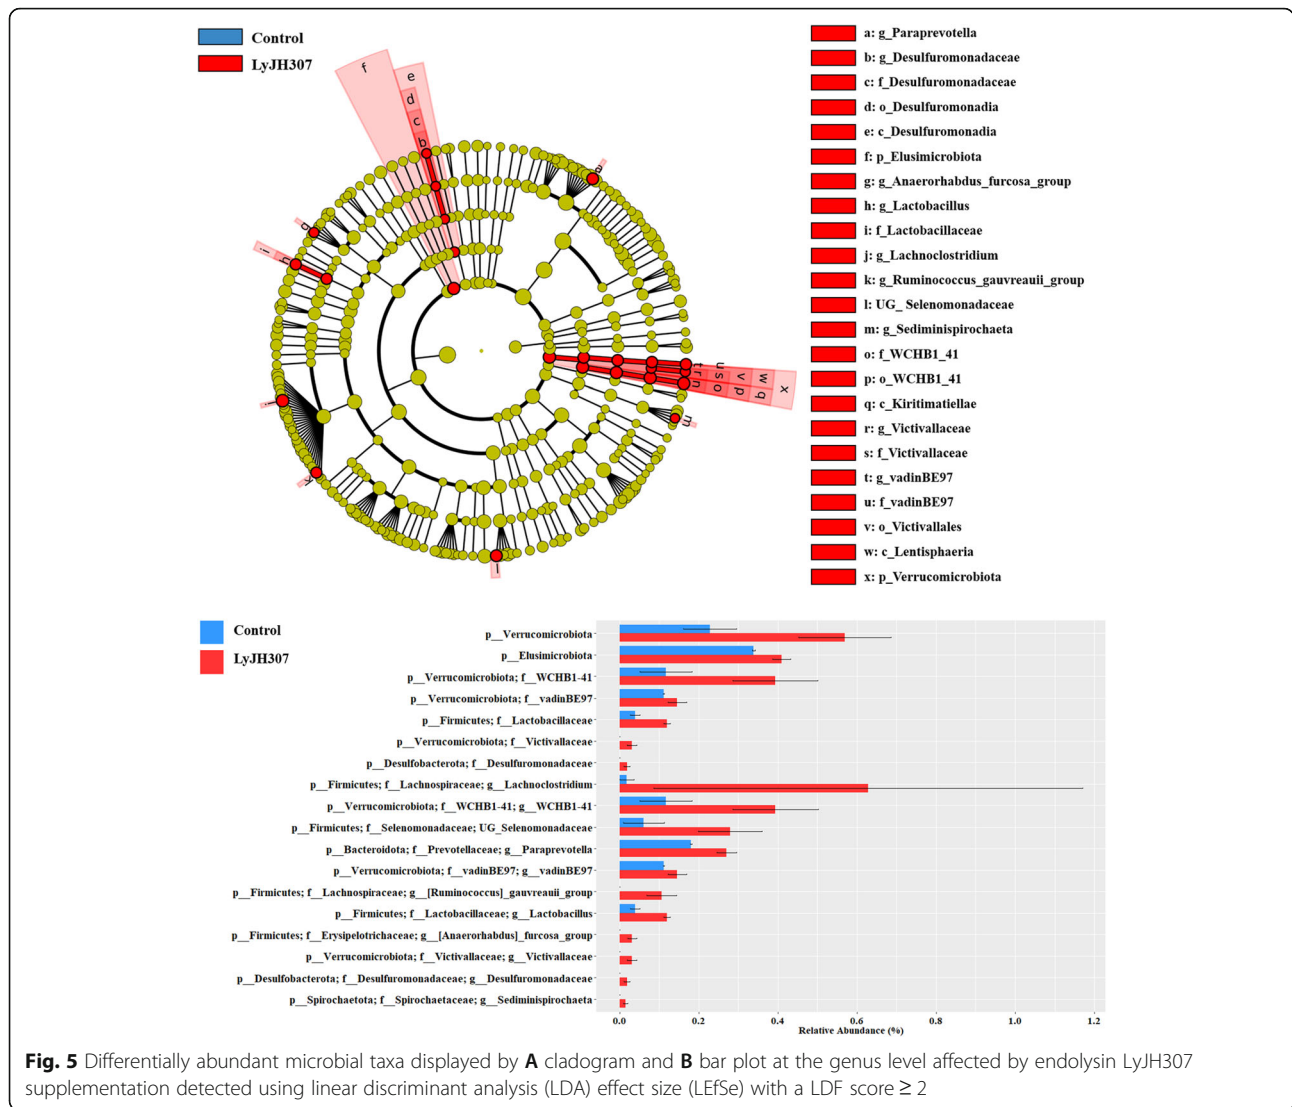 Control
LyJH307
f
e
d
c
b
a
g
h
i
j
k
l
m
t r n
u s o
v p
w q
x
a: g_Paraprevotella
b: g_Desulfuromonadaceae
c: f_Desulfuromonadaceae
d: o_Desulfuromonadia
e: c_Desulfuromonadia
f: p_Elusimicrobiota
g: g_Anaerorhabdus_furcosa_group
h: g_Lactobacillus
i: f_Lactobacillaceae
j: g_Lachnoclostridium
k: g_Ruminococcus_gauvreauii_group
l: UG_ Selenomonadaceae
m: g_Sediminispirochaeta
o: f_WCHB1_41
p: o_WCHB1_41
q: c_Kiritimatiellae
r: g_Victivallaceae
s: f_Victivallaceae
t: g_vadinBE97
u: f_vadinBE97
v: o_Victivallales
w: c_Lentisphaeria
x: p_Verrucomicrobiota
Control
LyJH307
p__Verrucomicrobiota
p__Elusimicrobiota
p__Verrucomicrobiota; f__WCHB1-41
p__Verrucomicrobiota; f__vadinBE97
p__Firmicutes; f__Lactobacillaceae
p__Verrucomicrobiota; f__Victivallaceae
p__Desulfobacterota; f__Desulfuromonadaceae
p__Firmicutes; f__Lachnospiraceae; g__Lachnoclostridium
p__Verrucomicrobiota; f__WCHB1-41; g__WCHB1-41
p__Firmicutes; f__Selenomonadaceae; UG_Selenomonadaceae
p__Bacteroidota; f__Prevotellaceae; g__Paraprevotella
p__Verrucomicrobiota; f__vadinBE97; g__vadinBE97
p__Firmicutes; f__Lachnospiraceae; g__[Ruminococcus]_gauvreauii_group
p__Firmicutes; f__Lactobacillaceae; g__Lactobacillus
p__Firmicutes; f__Erysipelotrichaceae; g__[Anaerorhabdus]_furcosa_group
p__Verrucomicrobiota; f__Victivallaceae; g__Victivallaceae
p__Desulfobacterota; f__Desulfuromonadaceae; g__Desulfuromonadaceae
p__Spirochaetota; f__Spirochaetaceae; g__Sediminispirochaeta
0.0 0.2 0.4 0.6 0.8 1.0 1.2
Relative Abundance (%)
Fig. 5 Differentially abundant microbial taxa displayed by A cladogram and B bar plot at the genus level affected by endolysin LyJH307
supplementation detected using linear discriminant analysis (LDA) effect size (LEfSe) with a LDF score ≥ 2